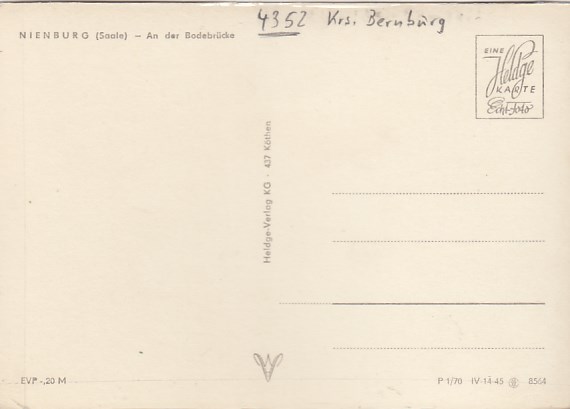 4352 Krs. Bernburg
NIENBURG (Saale) – An der Bodebrücke
EINE
Heldge
KARTE
Echt-foto
Heldge-Verlag KG · 437 Köthen
EVP -,20 M
P 1/70 IV-14-45 8564